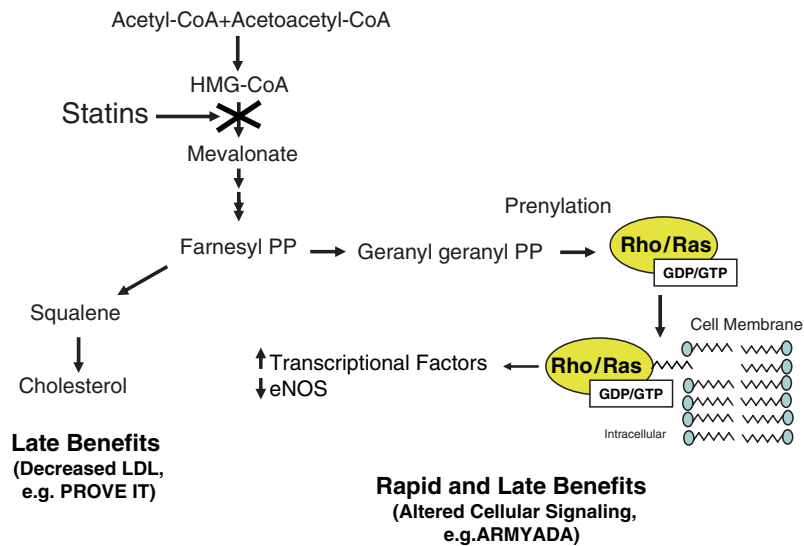 Acetyl-CoA+Acetoacetyl-CoA
HMG-CoA
Statins
Mevalonate
Prenylation
Farnesyl PP
Geranyl geranyl PP
Rho/Ras
GDP/GTP
Squalene
Cell Membrane
Transcriptional Factors
Rho/Ras
Cholesterol
eNOS
GDP/GTP
Intracellular
Late Benefits
(Decreased LDL,
e.g. PROVE IT)
Rapid and Late Benefits
(Altered Cellular Signaling,
e.g.ARMYADA)